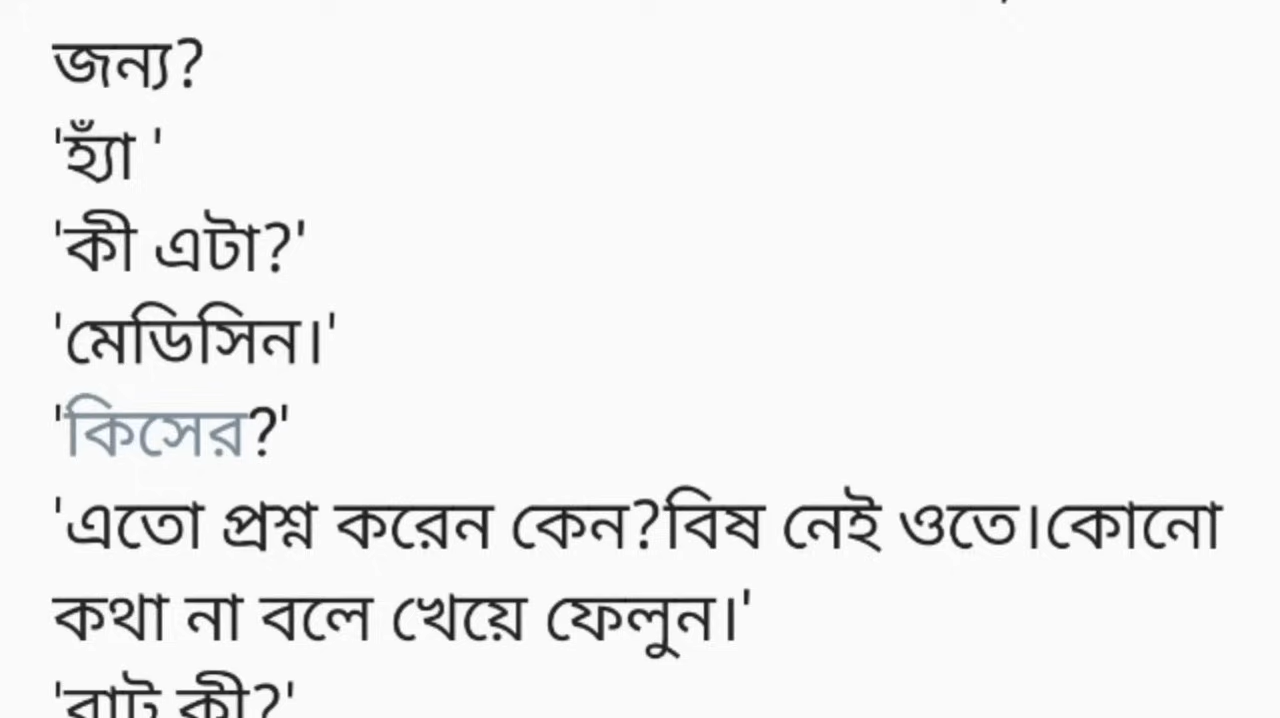 জন্য?
'হ্যাঁ '
'কী এটা?'
'মেডিসিন।'
'কিসের?'
'এতো প্রশ্ন করেন কেন?বিষ নেই ওতে।কোনো
কথা না বলে খেয়ে ফেলুন।'
'বাট কী?'